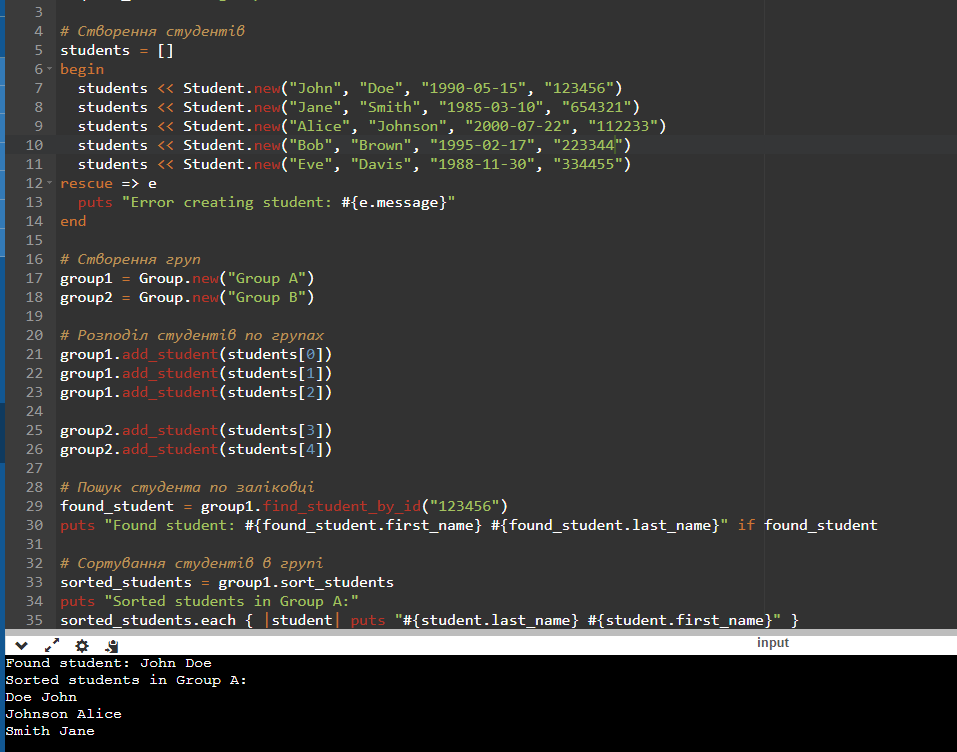 3
4 # Створення студентів
5 students = []
6 begin
7 students << Student.new("John", "Doe", "1990-05-15", "123456")
8 students << Student.new("Jane", "Smith", "1985-03-10", "654321")
9 students << Student.new("Alice", "Johnson", "2000-07-22", "112233")
10 students << Student.new("Bob", "Brown", "1995-02-17", "223344")
11 students << Student.new("Eve", "Davis", "1988-11-30", "334455")
12 rescue => e
13 puts "Error creating student: #{e.message}"
14 end
15
16 # Створення груп
17 group1 = Group.new("Group A")
18 group2 = Group.new("Group B")
19
20 # Розподіл студентів по групах
21 group1.add_student(students[0])
22 group1.add_student(students[1])
23 group1.add_student(students[2])
24
25 group2.add_student(students[3])
26 group2.add_student(students[4])
27
28 # Пошук студента по заліковці
29 found_student = group1.find_student_by_id("123456")
30 puts "Found student: #{found_student.first_name} #{found_student.last_name}" if found_student
31
32 # Сортування студентів в групі
33 sorted_students = group1.sort_students
34 puts "Sorted students in Group A:"
35 sorted_students.each { |student| puts "#{student.last_name} #{student.first_name}" }
input
Found student: John Doe
Sorted students in Group A:
Doe John
Johnson Alice
Smith Jane